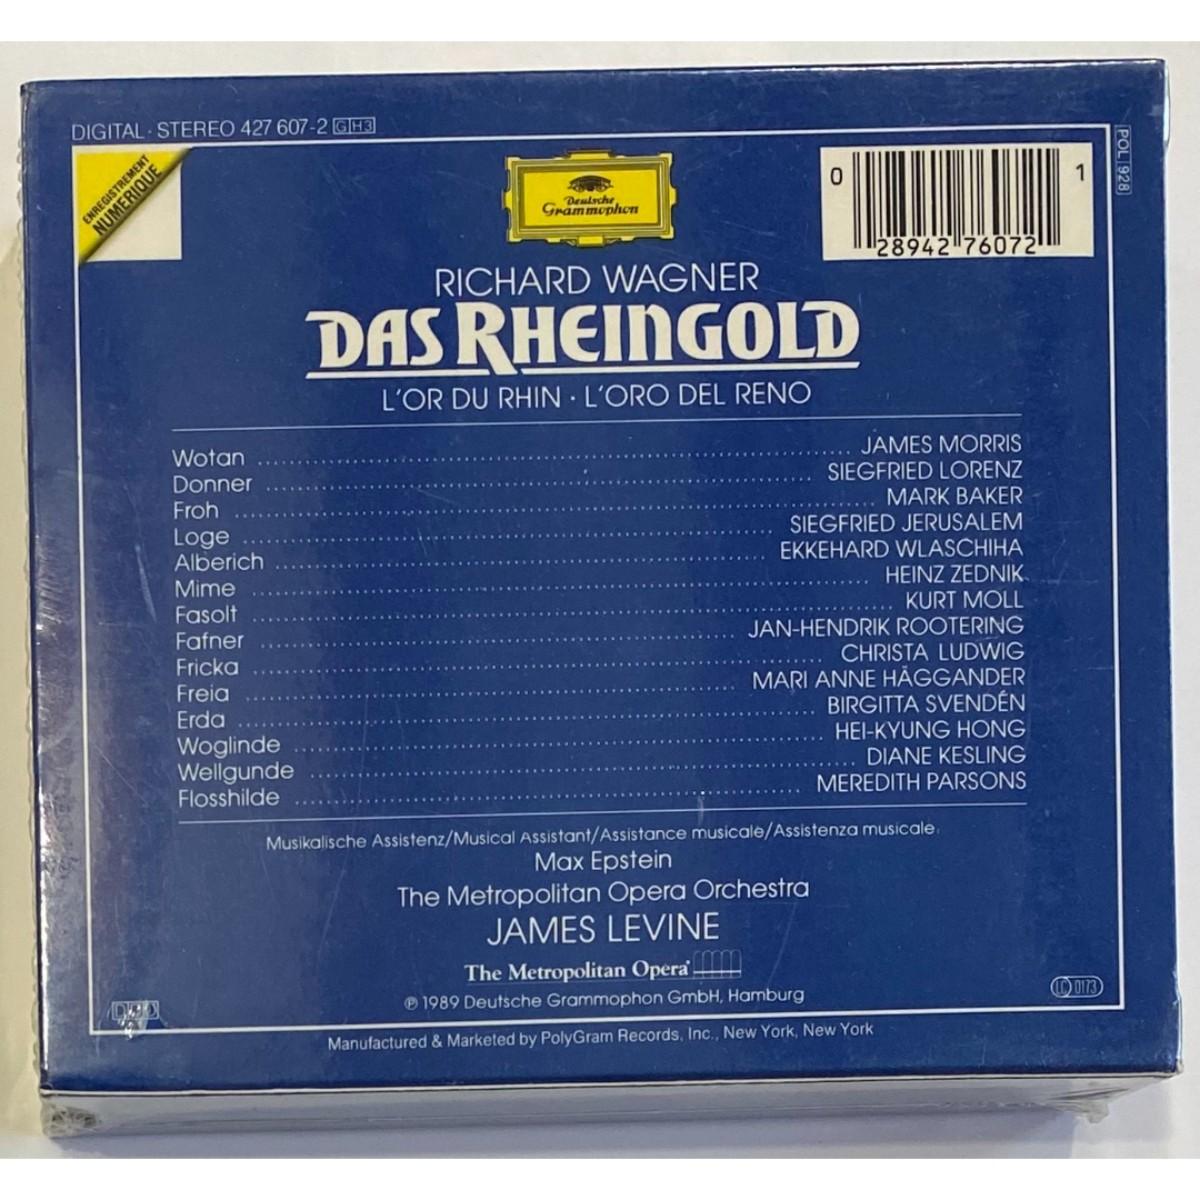 DIGITAL · STEREO 427 607-2 GH3
ENREGISTREMENT
NUMERIQUE
Deutsche
Grammophon
0 28942 76072 1
POL 928
RICHARD WAGNER
DAS RHEINGOLD
L'OR DU RHIN · L'ORO DEL RENO
Wotan JAMES MORRIS
Donner SIEGFRIED LORENZ
Froh MARK BAKER
Loge SIEGFRIED JERUSALEM
Alberich EKKEHARD WLASCHIHA
Mime HEINZ ZEDNIK
Fasolt KURT MOLL
Fafner JAN-HENDRIK ROOTERING
Fricka CHRISTA LUDWIG
Freia MARI ANNE HÄGGANDER
Erda BIRGITTA SVENDÉN
Woglinde HEI-KYUNG HONG
Wellgunde DIANE KESLING
Flosshilde MEREDITH PARSONS
Musikalische Assistenz/Musical Assistant/Assistance musicale/Assistenza musicale:
Max Epstein
The Metropolitan Opera Orchestra
JAMES LEVINE
The Metropolitan Opera
℗ 1989 Deutsche Grammophon GmbH, Hamburg
LC 0173
Manufactured & Marketed by PolyGram Records, Inc., New York, New York